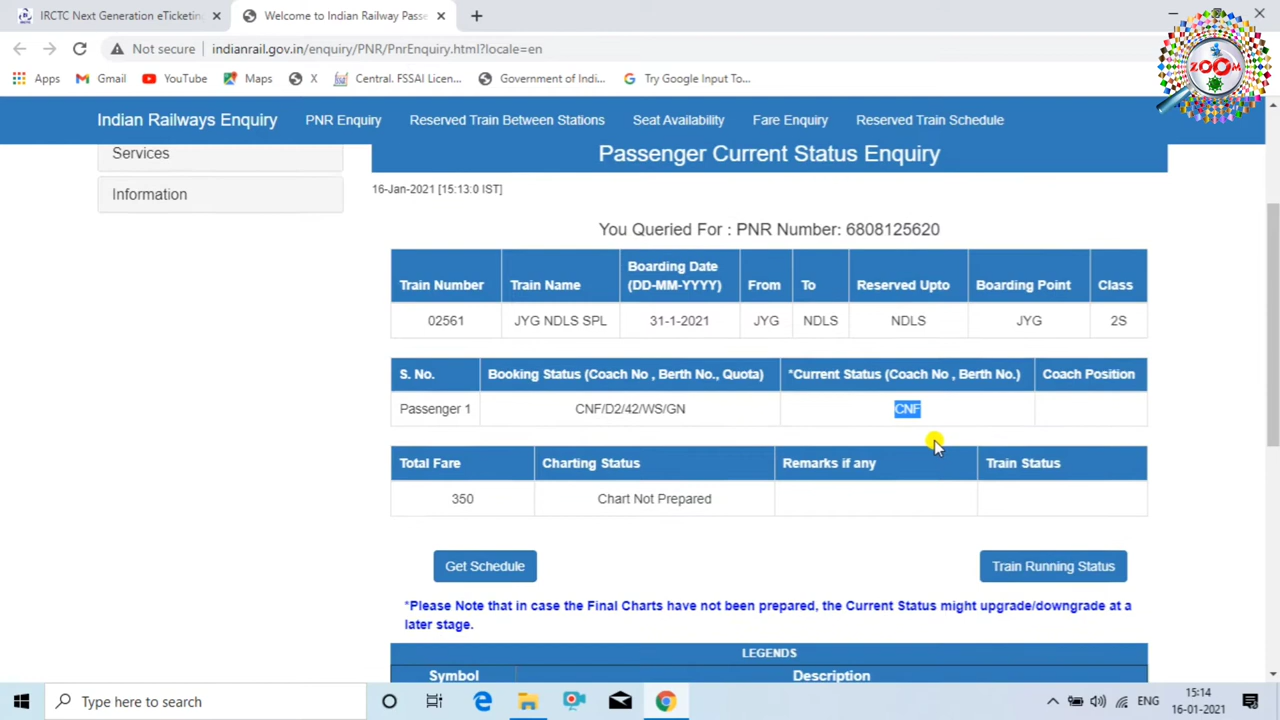 IRCTC Next Generation eTicketing
Welcome to Indian Railway Passe
Not secure indianrail.gov.in/enquiry/PNR/PnrEnquiry.html?locale=en
Apps Gmail YouTube Maps X Central. FSSAI Licen... Government of Indi... Try Google Input To...
ZOOM
Indian Railways Enquiry PNR Enquiry Reserved Train Between Stations Seat Availability Fare Enquiry Reserved Train Schedule
Services
Information
Passenger Current Status Enquiry
16-Jan-2021 [15:13:0 IST]
You Queried For : PNR Number: 6808125620
Train Number Train Name Boarding Date (DD-MM-YYYY) From To Reserved Upto Boarding Point Class
02561 JYG NDLS SPL 31-1-2021 JYG NDLS NDLS JYG 2S
S. No. Booking Status (Coach No , Berth No., Quota) *Current Status (Coach No , Berth No.) Coach Position
Passenger 1 CNF/D2/42/WS/GN CNF
Total Fare Charting Status Remarks if any Train Status
350 Chart Not Prepared
Get Schedule Train Running Status
*Please Note that in case the Final Charts have not been prepared, the Current Status might upgrade/downgrade at a
later stage.
LEGENDS
Symbol Description
Type here to search
ENG
15:14
16-01-2021